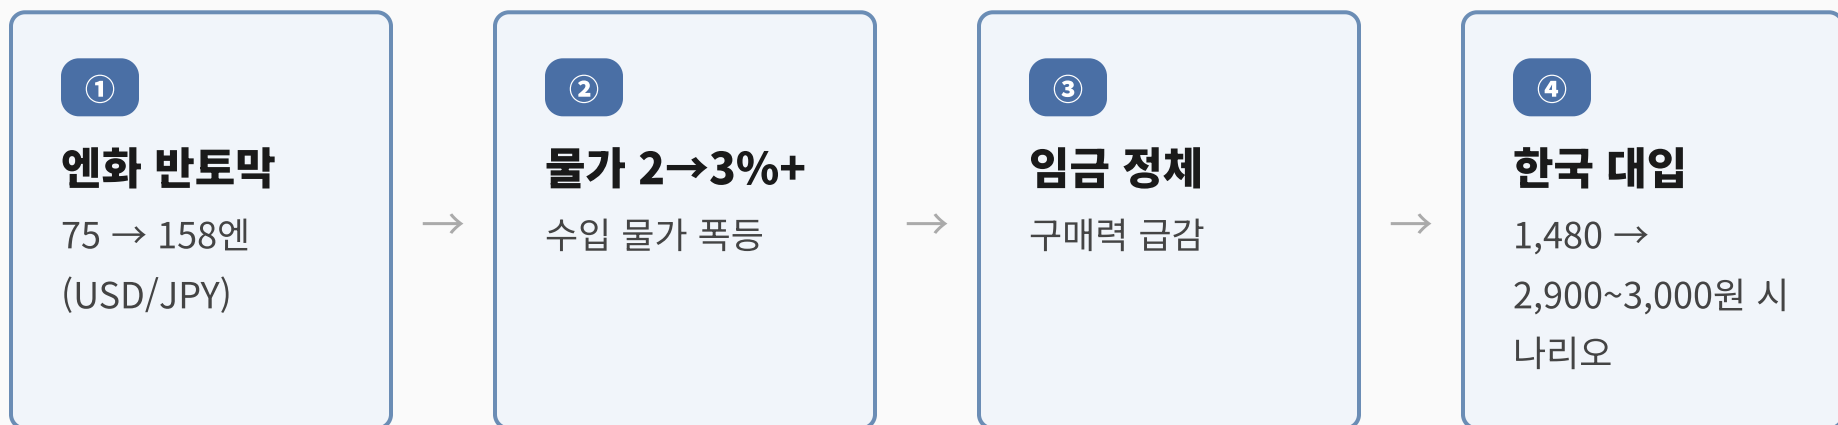 ①
엔화 반토막
75 → 158엔
(USD/JPY)
→
②
물가 2→3%+
수입 물가 폭등
→
③
임금 정체
구매력 급감
→
④
한국 대입
1,480 →
2,900~3,000원 시
나리오